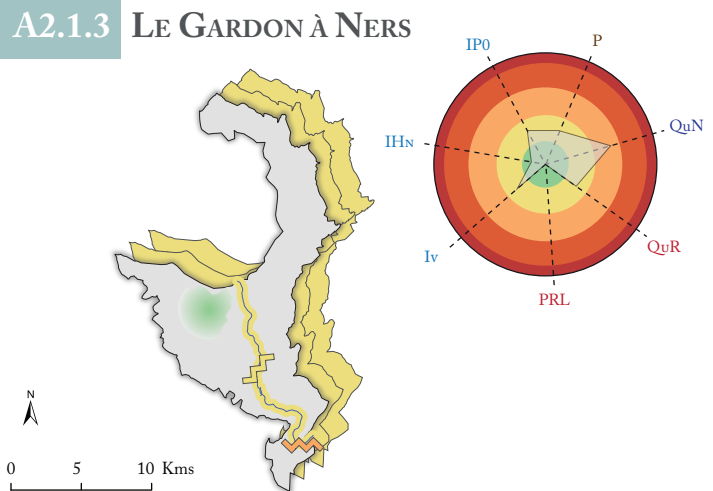 A2.1.3 LE GARDON À NERS
IP0
P
QuN
IHN
QuR
Iv
PRL
N
0 5 10 Kms